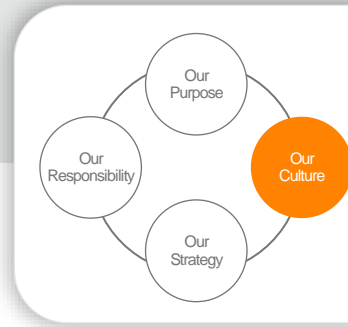 Our
Purpose
Our
Responsibility
Our
Culture
Our
Strategy